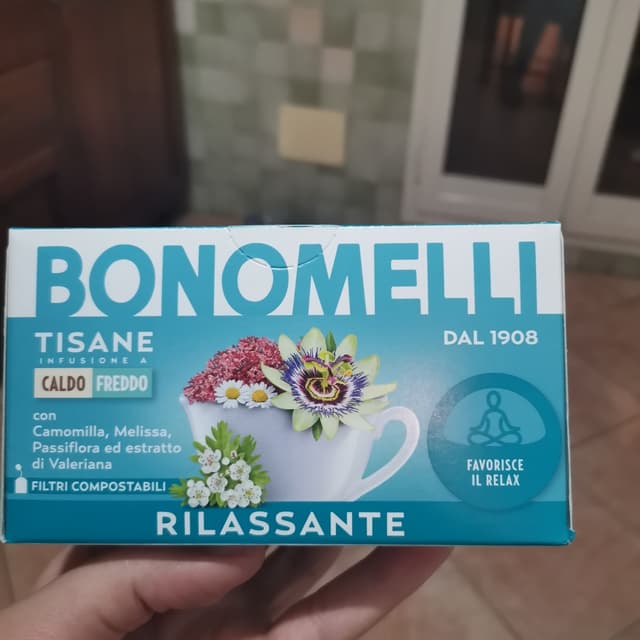 BONOMELLI
TISANE
DAL 1908
INFUSIONE A
CALDO FREDDO
con
Camomilla, Melissa,
Passiflora ed estratto
di Valeriana
FILTRI COMPOSTABILI
FAVORISCE
IL RELAX
RILASSANTE